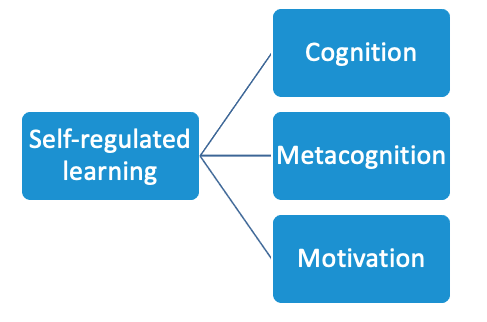 Self-regulated
learning
Cognition
Metacognition
Motivation